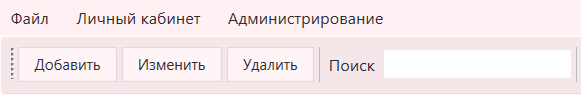 Файл Личный кабинет Администрирование
Добавить Изменить Удалить Поиск